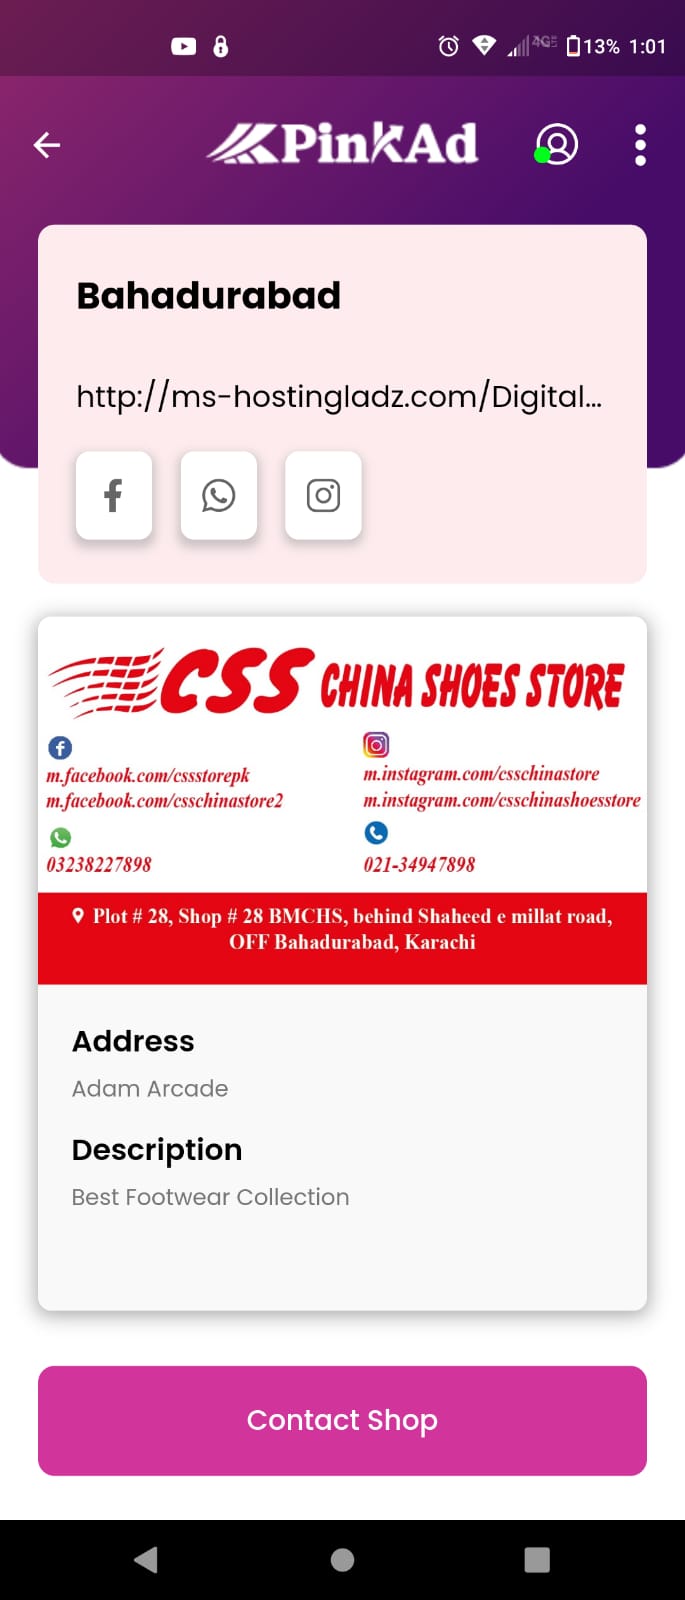 13% 1:01
PinkAd
Bahadurabad
http://ms-hostingladz.com/Digital...
CSS CHINA SHOES STORE
m.facebook.com/cssstorepk
m.facebook.com/csschinastore2
m.instagram.com/csschinastore
m.instagram.com/csschinashoesstore
03238227898
021-34947898
Plot # 28, Shop # 28 BMCHS, behind Shaheed e millat road,
OFF Bahadurabad, Karachi
Address
Adam Arcade
Description
Best Footwear Collection
Contact Shop